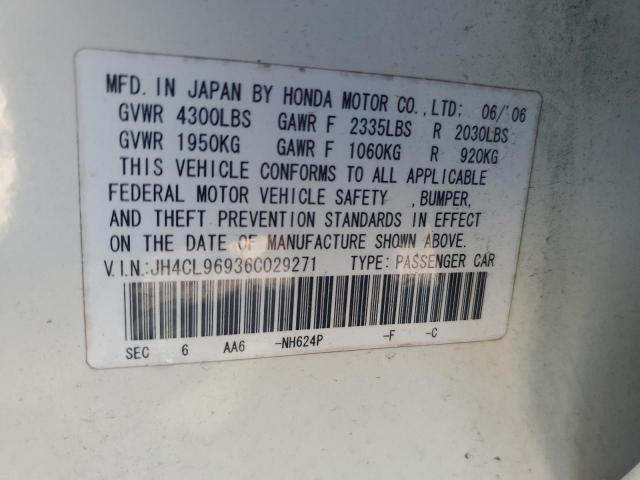 MFD. IN JAPAN BY HONDA MOTOR CO.,LTD; 06/'06
GVWR 4300LBS GAWR F 2335LBS R 2030LBS
GVWR 1950KG GAWR F 1060KG R 920KG
THIS VEHICLE CONFORMS TO ALL APPLICABLE
FEDERAL MOTOR VEHICLE SAFETY ,BUMPER,
AND THEFT PREVENTION STANDARDS IN EFFECT
ON THE DATE OF MANUFACTURE SHOWN ABOVE.
V.I.N.:JH4CL96936C029271 TYPE:PASSENGER CAR
SEC 6 AA6 -NH624P -F -C